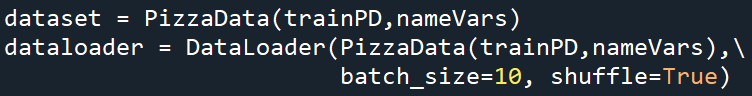 dataset = PizzaData(trainPD,nameVars)
dataloader = DataLoader(PizzaData(trainPD,nameVars),\
batch_size=10, shuffle=True)